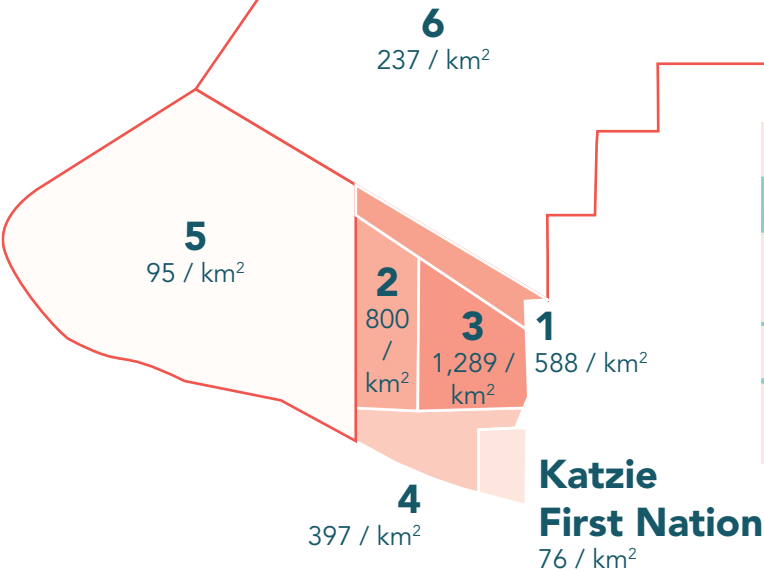 6
237 / km²
5
95 / km²
2
800
/
km²
3
1,289 /
km²
1
588 / km²
4
397 / km²
Katzie
First Nation
76 / km²